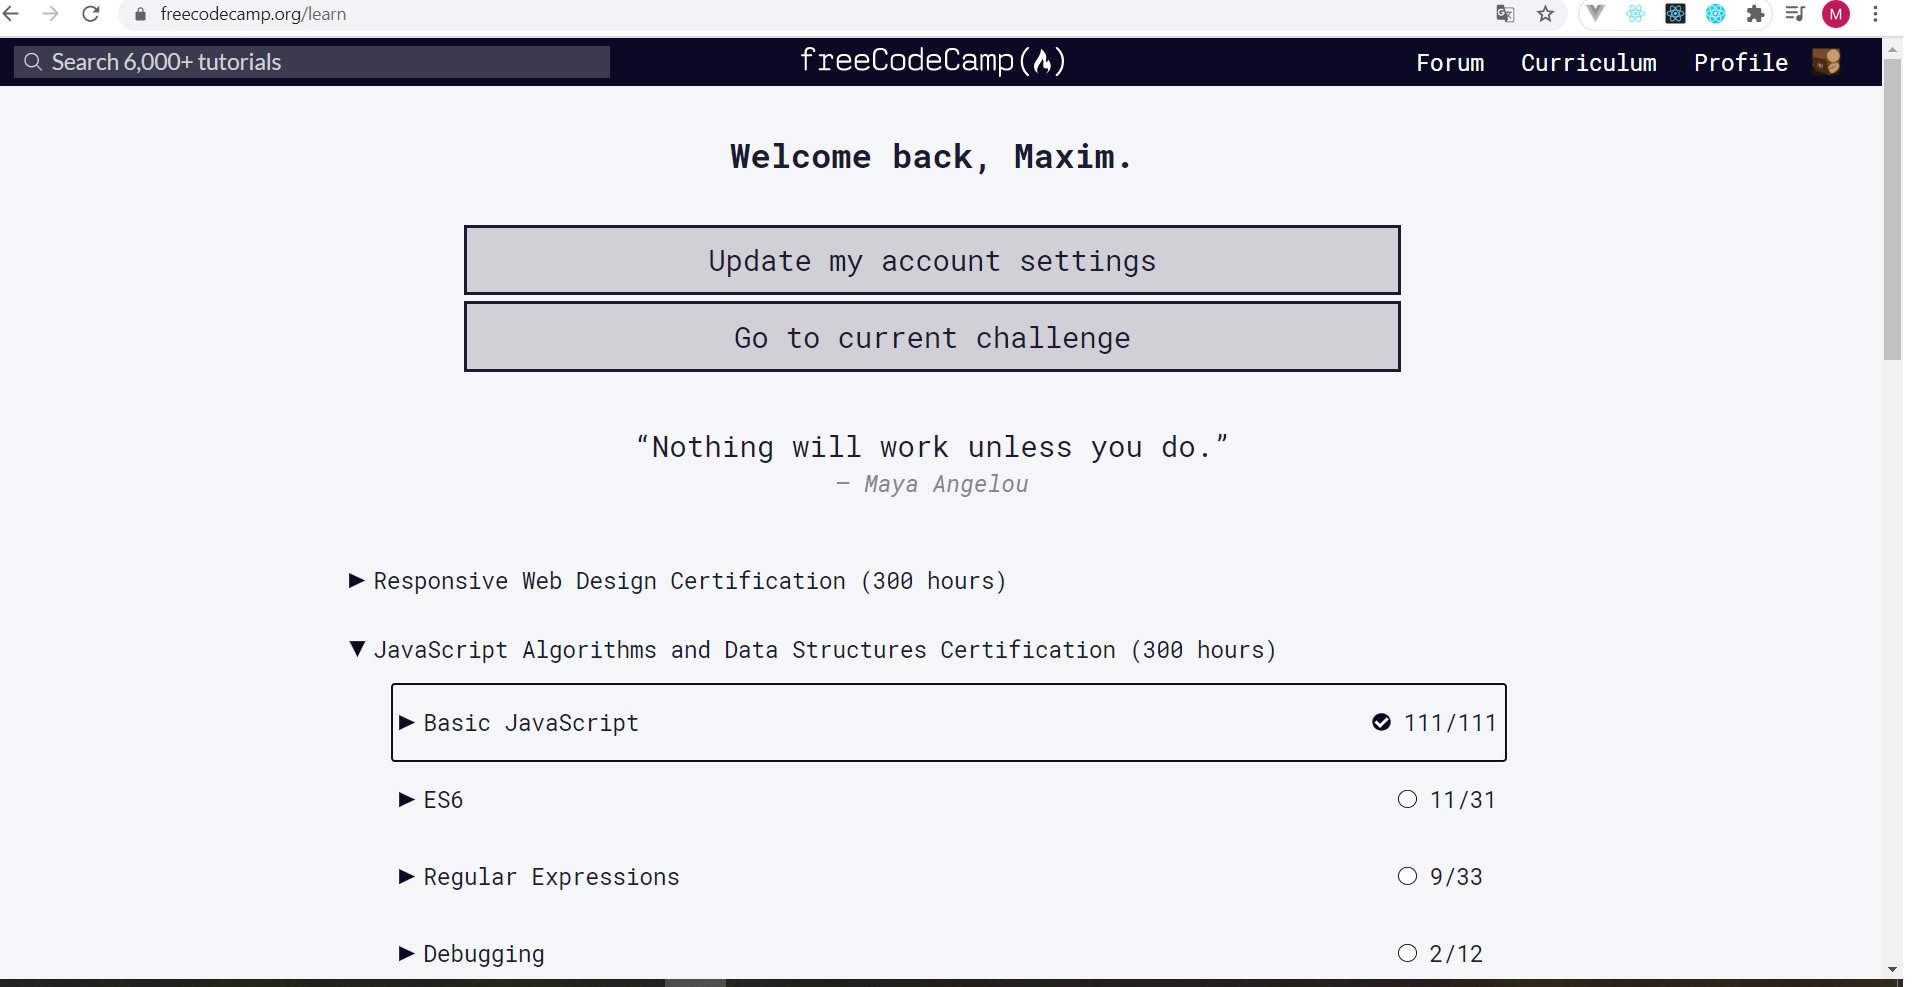 freecodecamp.org/learn
M
Search 6,000+ tutorials
freeCodeCamp(🔥)
Forum
Curriculum
Profile
Welcome back, Maxim.
Update my account settings
Go to current challenge
“Nothing will work unless you do.”
— Maya Angelou
Responsive Web Design Certification (300 hours)
JavaScript Algorithms and Data Structures Certification (300 hours)
Basic JavaScript 111/111
ES6 11/31
Regular Expressions 9/33
Debugging 2/12